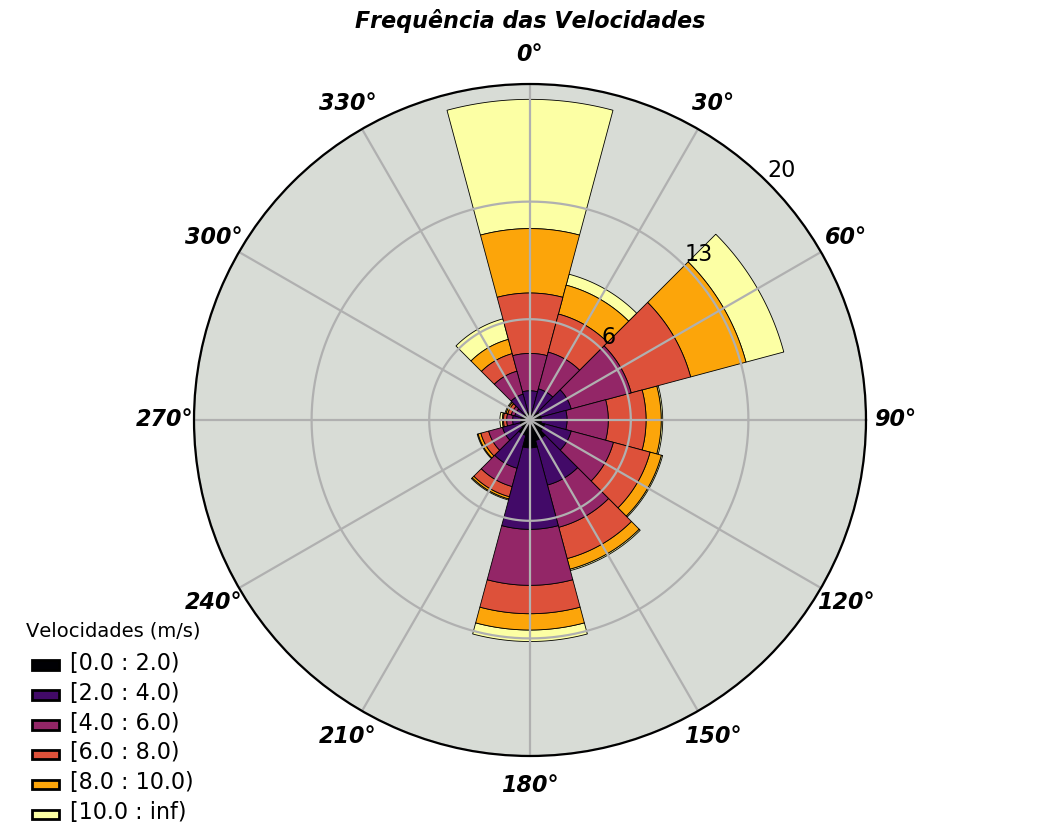 Frequência das Velocidades
0°
330°
30°
20
300°
60°
13
6
270°
90°
240°
120°
210°
150°
180°
Velocidades (m/s)
[0.0 : 2.0)
[2.0 : 4.0)
[4.0 : 6.0)
[6.0 : 8.0)
[8.0 : 10.0)
[10.0 : inf)